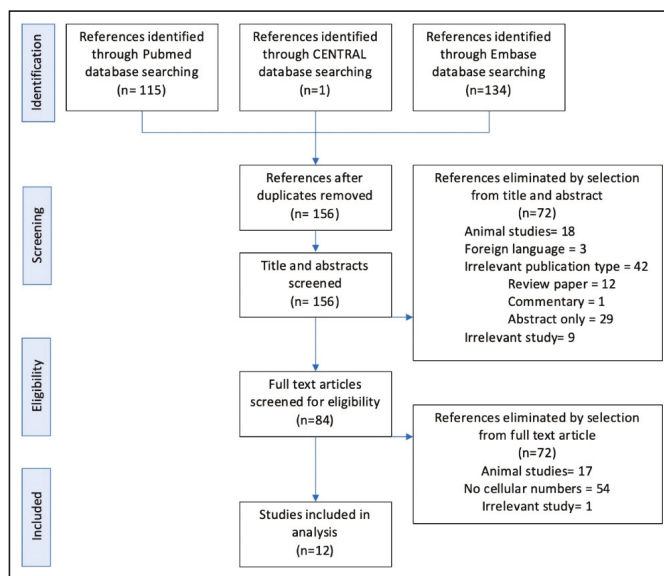 Identification
References identified
through Pubmed
database searching
(n= 115)
References identified
through CENTRAL
database searching
(n=1)
References identified
through Embase
database searching
(n=134)
Screening
References after
duplicates removed
(n= 156)
Title and abstracts
screened
(n= 156)
References eliminated by selection
from title and abstract
(n=72)
Animal studies= 18
Foreign language = 3
Irrelevant publication type = 42
Review paper = 12
Commentary = 1
Abstract only = 29
Irrelevant study= 9
Eligibility
Full text articles
screened for eligibility
(n=84)
References eliminated by selection
from full text article
(n=72)
Animal studies= 17
No cellular numbers = 54
Irrelevant study= 1
Included
Studies included in
analysis
(n=12)